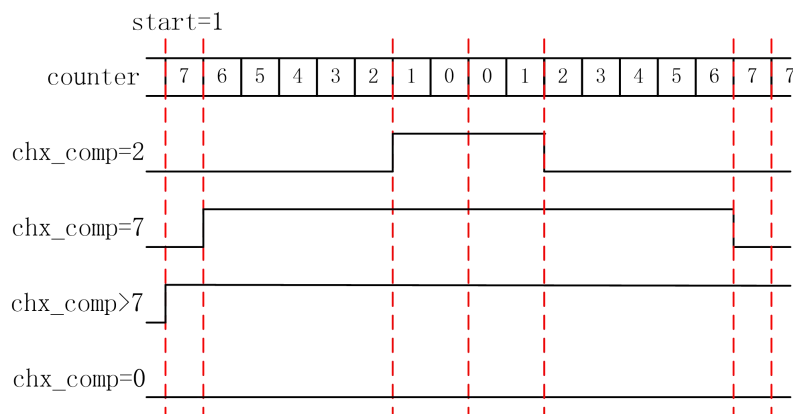 start=1
counter 7 6 5 4 3 2 1 0 0 1 2 3 4 5 6 7 7
chx_comp=2
chx_comp=7
chx_comp>7
chx_comp=0